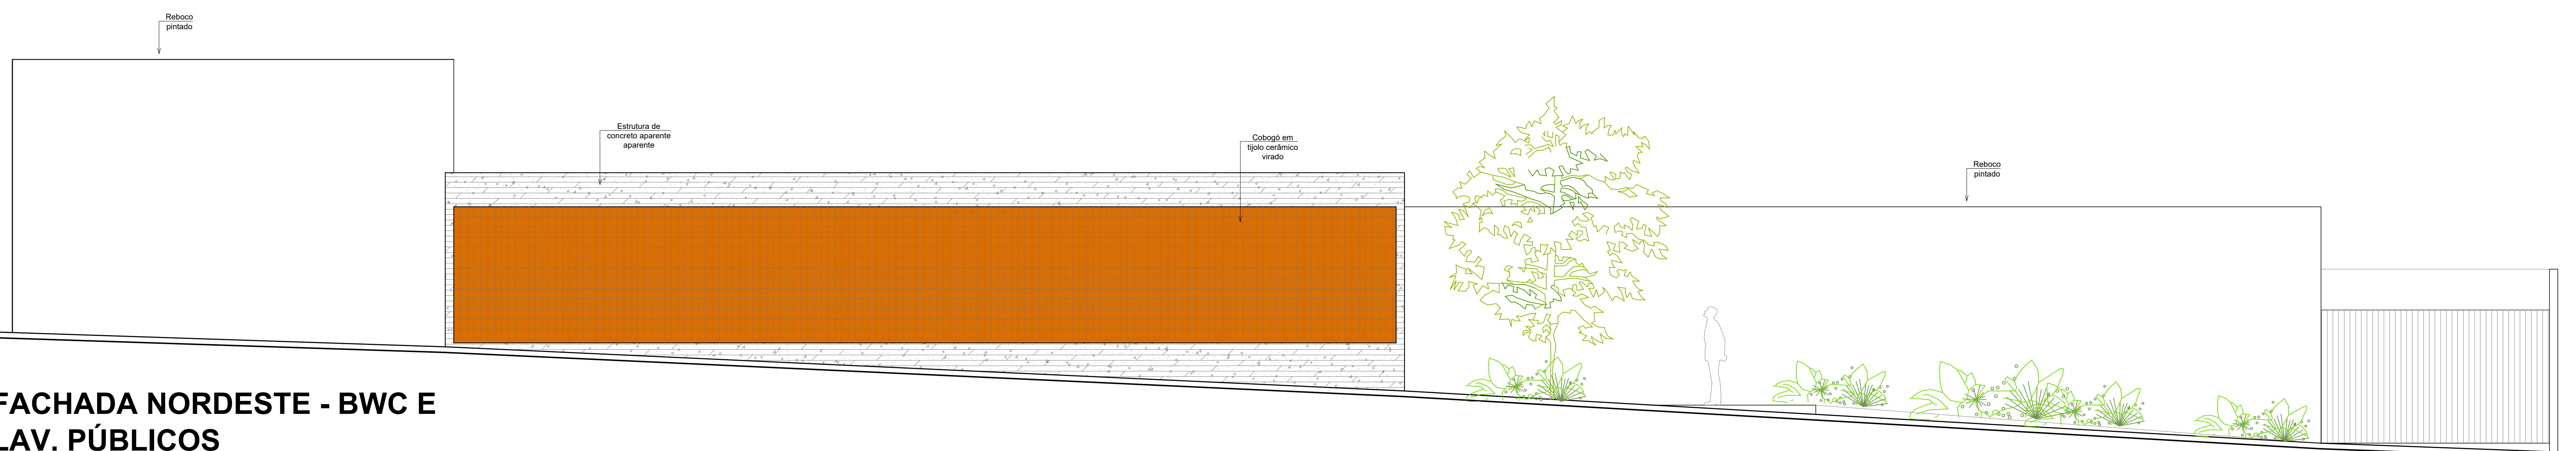 Reboco
pintado
Estrutura de
concreto aparente
aparente
Cobogó em
tijolo cerâmico
virado
Reboco
pintado
FACHADA NORDESTE - BWC E
LAV. PÚBLICOS